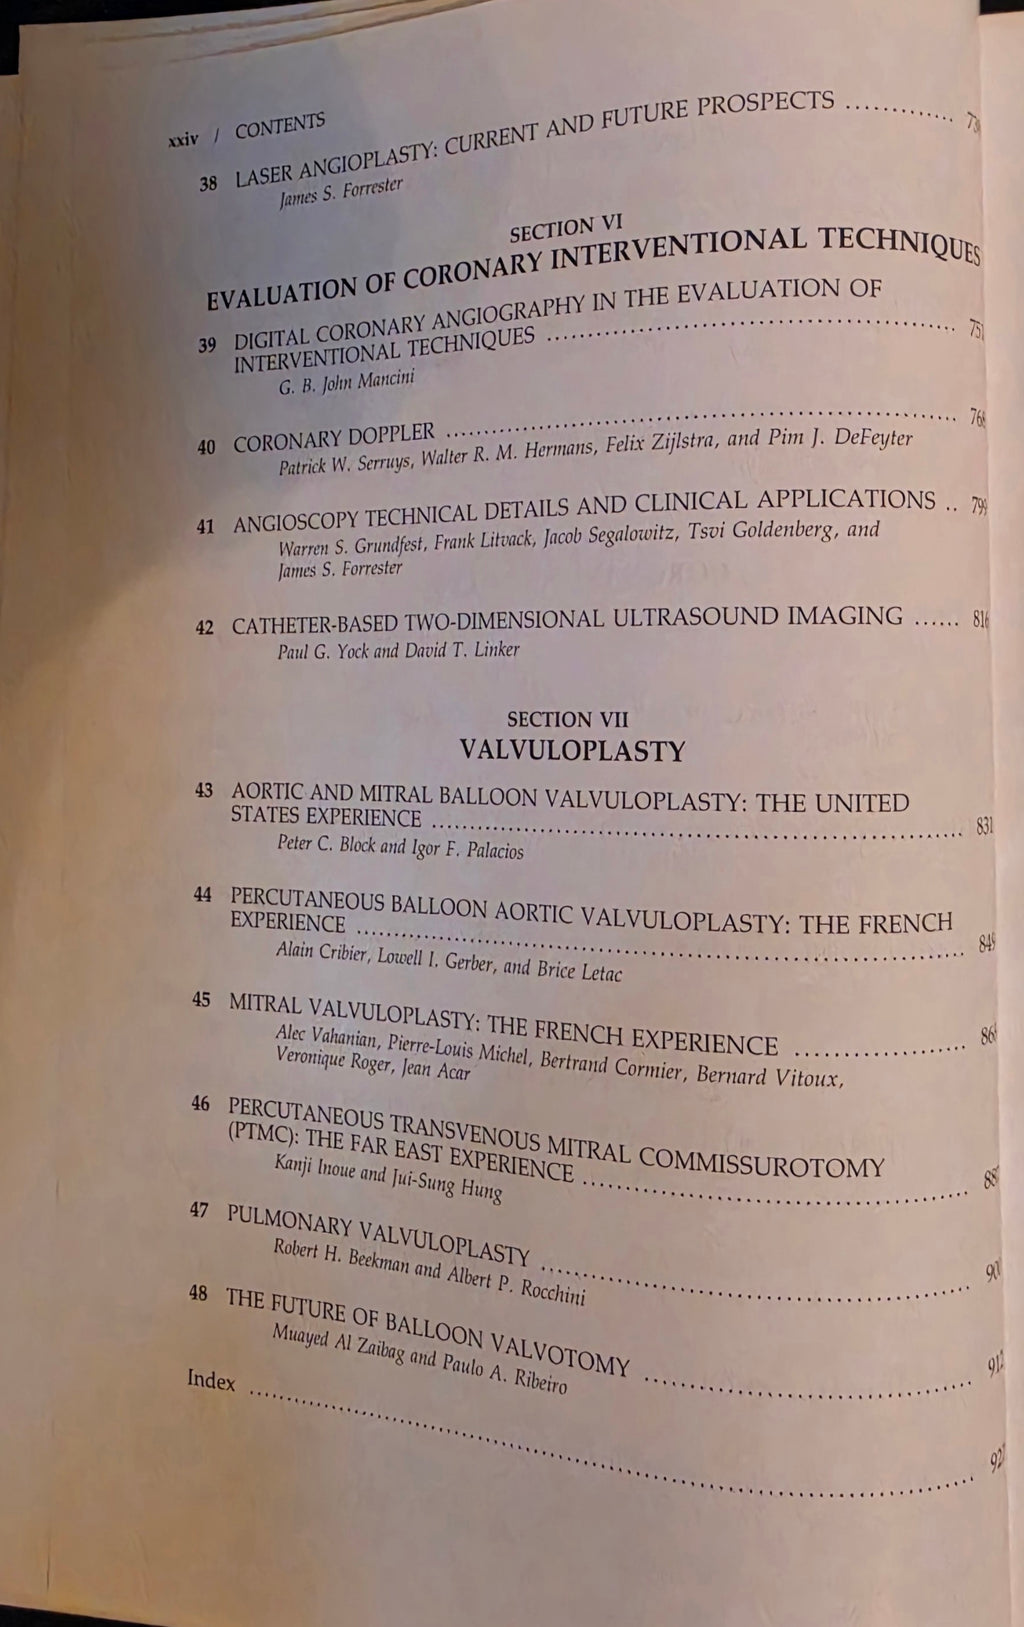 xxiv / CONTENTS
38 LASER ANGIOPLASTY: CURRENT AND FUTURE PROSPECTS ............
James S. Forrester
SECTION VI
EVALUATION OF CORONARY INTERVENTIONAL TECHNIQUES
39 DIGITAL CORONARY ANGIOGRAPHY IN THE EVALUATION OF
INTERVENTIONAL TECHNIQUES ............
G. B. John Mancini
40 CORONARY DOPPLER ............
Patrick W. Serruys, Walter R. M. Hermans, Felix Zijlstra, and Pim J. DeFeyter
41 ANGIOSCOPY TECHNICAL DETAILS AND CLINICAL APPLICATIONS .. 799
Warren S. Grundfest, Frank Litvack, Jacob Segalowitz, Tsvi Goldenberg, and
James S. Forrester
42 CATHETER-BASED TWO-DIMENSIONAL ULTRASOUND IMAGING ...... 816
Paul G. Yock and David T. Linker
SECTION VII
VALVULOPLASTY
43 AORTIC AND MITRAL BALLOON VALVULOPLASTY: THE UNITED
STATES EXPERIENCE ............ 831
Peter C. Block and Igor F. Palacios
44 PERCUTANEOUS BALLOON AORTIC VALVULOPLASTY: THE FRENCH
EXPERIENCE ............ 849
Alain Cribier, Lowell I. Gerber, and Brice Letac
45 MITRAL VALVULOPLASTY: THE FRENCH EXPERIENCE ............
Alec Vahanian, Pierre-Louis Michel, Bertrand Cormier, Bernard Vitoux,
Veronique Roger, Jean Acar
46 PERCUTANEOUS TRANSVENOUS MITRAL COMMISSUROTOMY
(PTMC): THE FAR EAST EXPERIENCE ............
Kanji Inoue and Jui-Sung Hung
47 PULMONARY VALVULOPLASTY ............
Robert H. Beekman and Albert P. Rocchini
48 THE FUTURE OF BALLOON VALVOTOMY ............ 912
Muayed Al Zaibag and Paulo A. Ribeiro
Index ............